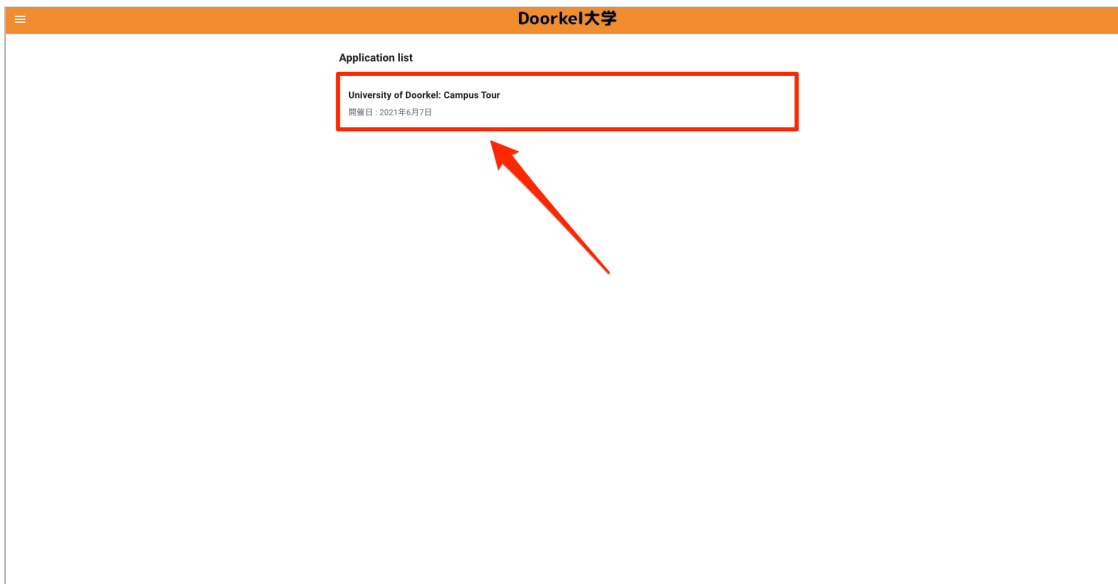 Doorkel大学
Application list
University of Doorkel: Campus Tour
開催日 : 2021年6月7日